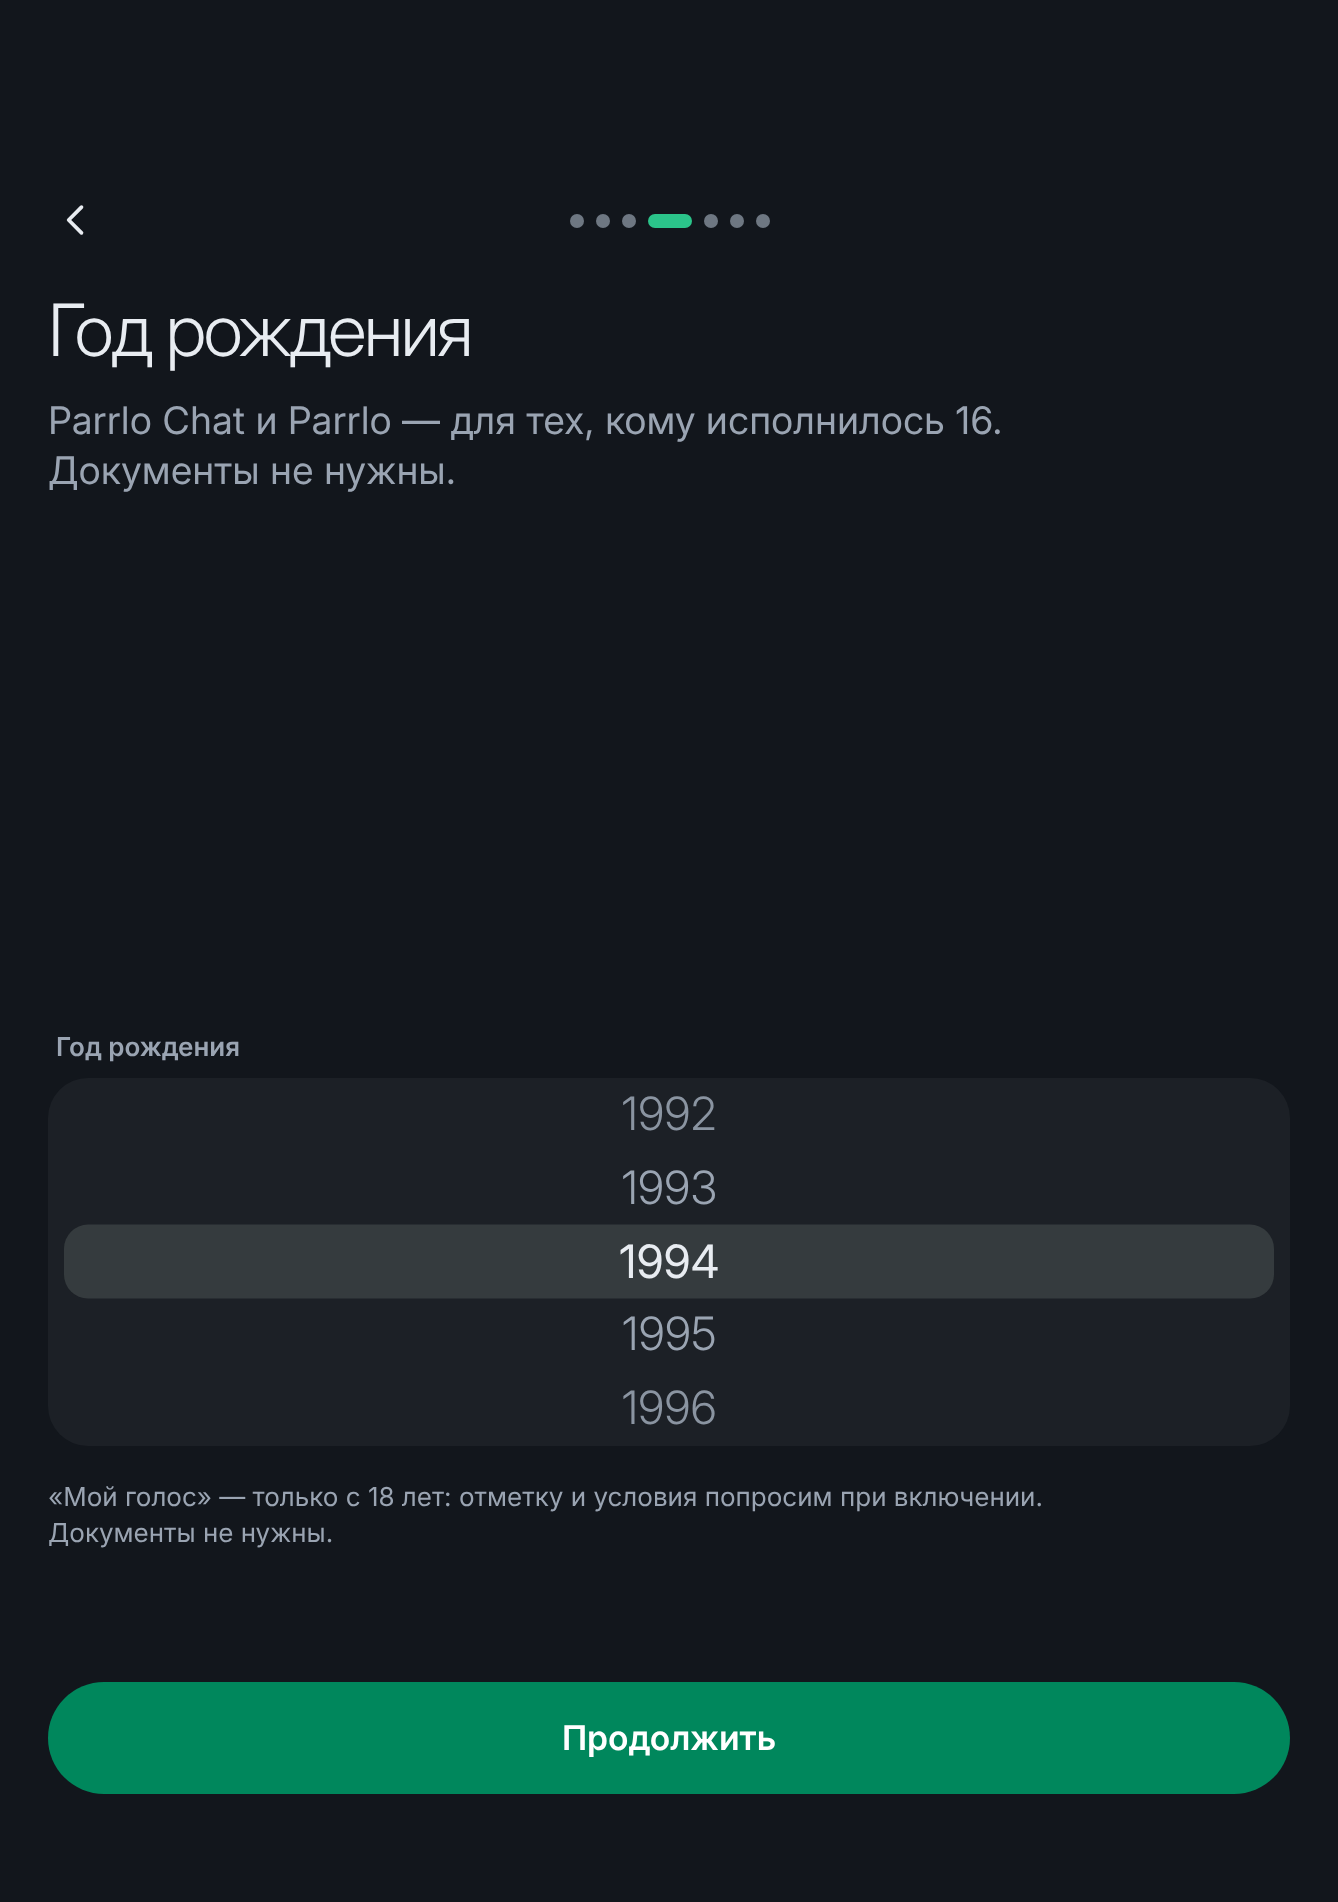 Год рождения
Parrlo Chat и Parrlo — для тех, кому исполнилось 16.
Документы не нужны.
Год рождения
1992
1993
1994
1995
1996
«Мой голос» — только с 18 лет: отметку и условия попросим при включении.
Документы не нужны.
Продолжить